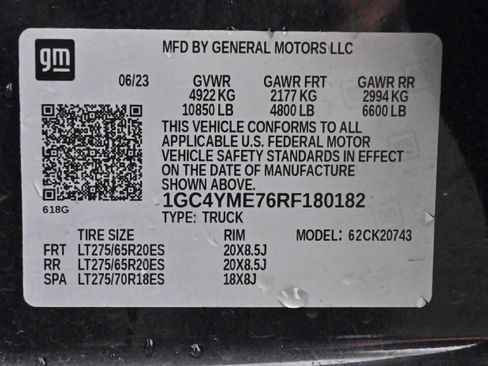 gm
MFD BY GENERAL MOTORS LLC
06/23 GVWR GAWR FRT GAWR RR
4922 KG 2177 KG 2994 KG
10850 LB 4800 LB 6600 LB
THIS VEHICLE CONFORMS TO ALL
APPLICABLE U.S. FEDERAL MOTOR
VEHICLE SAFETY STANDARDS IN EFFECT
ON THE DATE OF MANUFACTURE
SHOWN ABOVE.
618G
1GC4YME76RF180182
TYPE: TRUCK
TIRE SIZE RIM MODEL: 62CK20743
FRT LT275/65R20ES 20X8.5J
RR LT275/65R20ES 20X8.5J
SPA LT275/70R18ES 18X8J